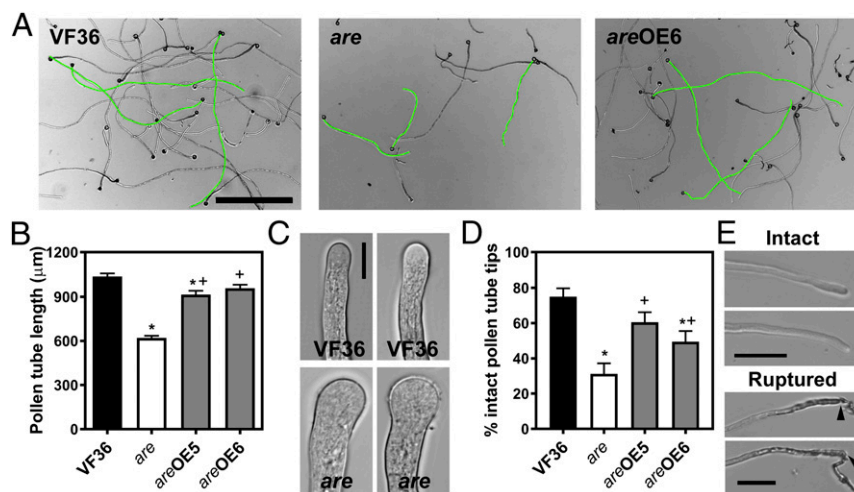 A
VF36
are
areOE6
B
Pollen tube length (μm)
1200
900
600
300
0
*
*+
+
VF36
are
areOE5
areOE6
C
VF36
VF36
are
are
D
% intact pollen tube tips
100
80
60
40
20
0
*
+
*+
VF36
are
areOE5
areOE6
E
Intact
Ruptured